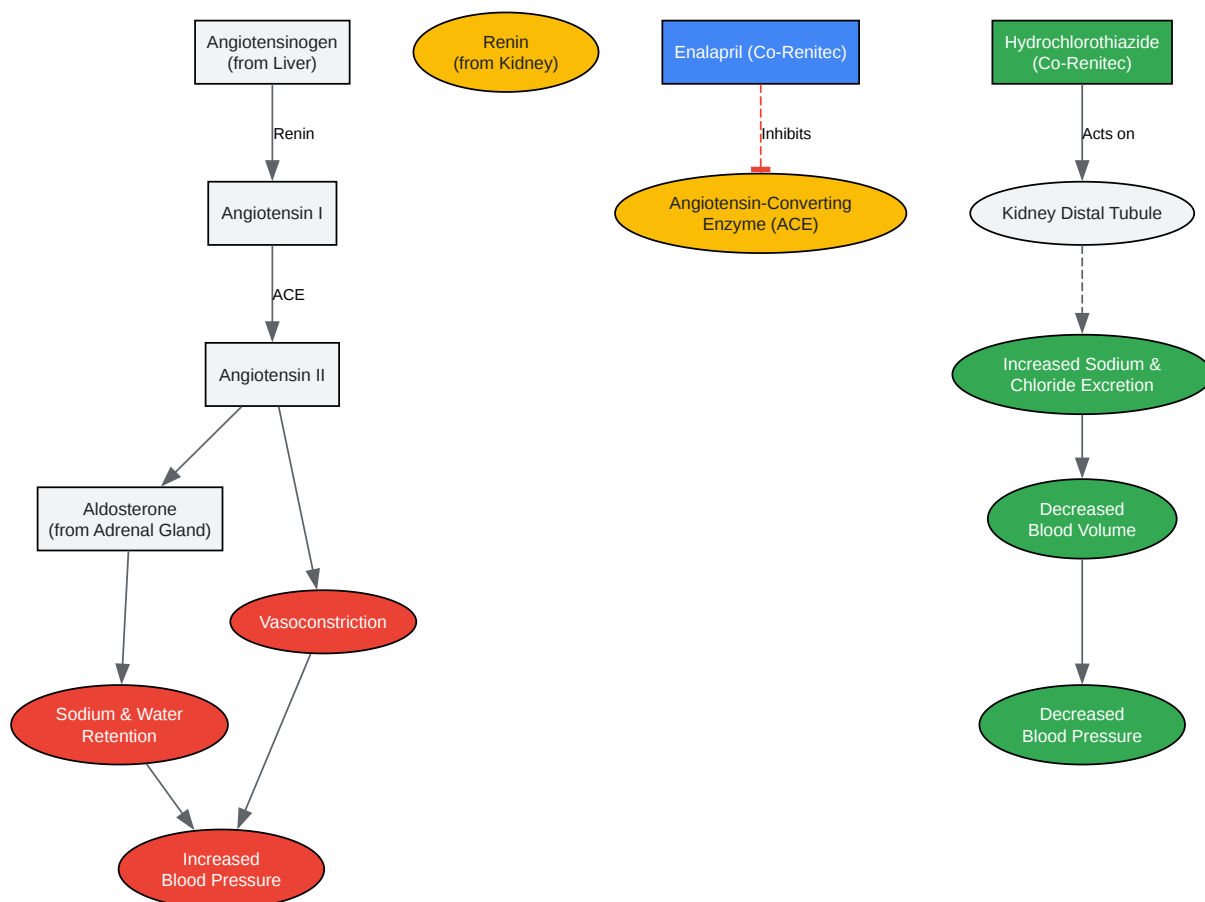 Angiotensinogen
(from Liver)
Renin
(from Kidney)
Enalapril (Co-Renitec)
Hydrochlorothiazide
(Co-Renitec)
Renin
Inhibits
Acts on
Angiotensin I
Angiotensin-Converting
Enzyme (ACE)
Kidney Distal Tubule
ACE
Angiotensin II
Increased Sodium &
Chloride Excretion
Aldosterone
(from Adrenal Gland)
Decreased
Blood Volume
Vasoconstriction
Sodium & Water
Retention
Decreased
Blood Pressure
Increased
Blood Pressure